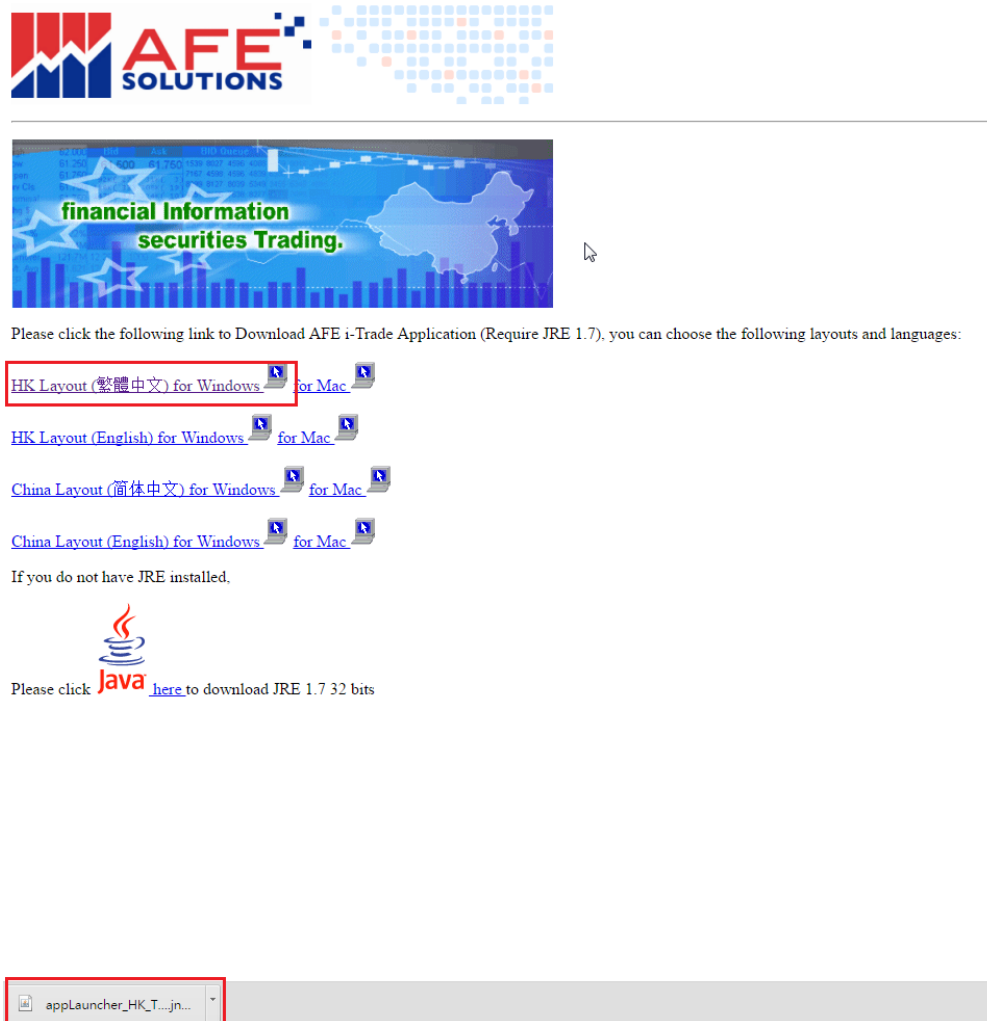 AFE
SOLUTIONS
financial Information
securities Trading.
Please click the following link to Download AFE i-Trade Application (Require JRE 1.7), you can choose the following layouts and languages:
HK Layout (繁體中文) for Windows for Mac
HK Layout (English) for Windows for Mac
China Layout (简体中文) for Windows for Mac
China Layout (English) for Windows for Mac
If you do not have JRE installed,
Please click Java here to download JRE 1.7 32 bits
appLauncher_HK_T....jn...